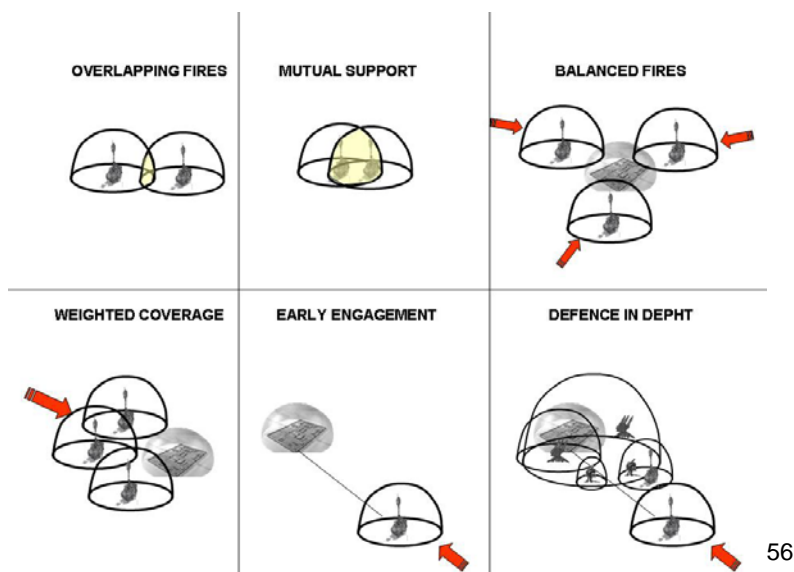 OVERLAPPING FIRES
MUTUAL SUPPORT
BALANCED FIRES
WEIGHTED COVERAGE
EARLY ENGAGEMENT
DEFENCE IN DEPHT
56